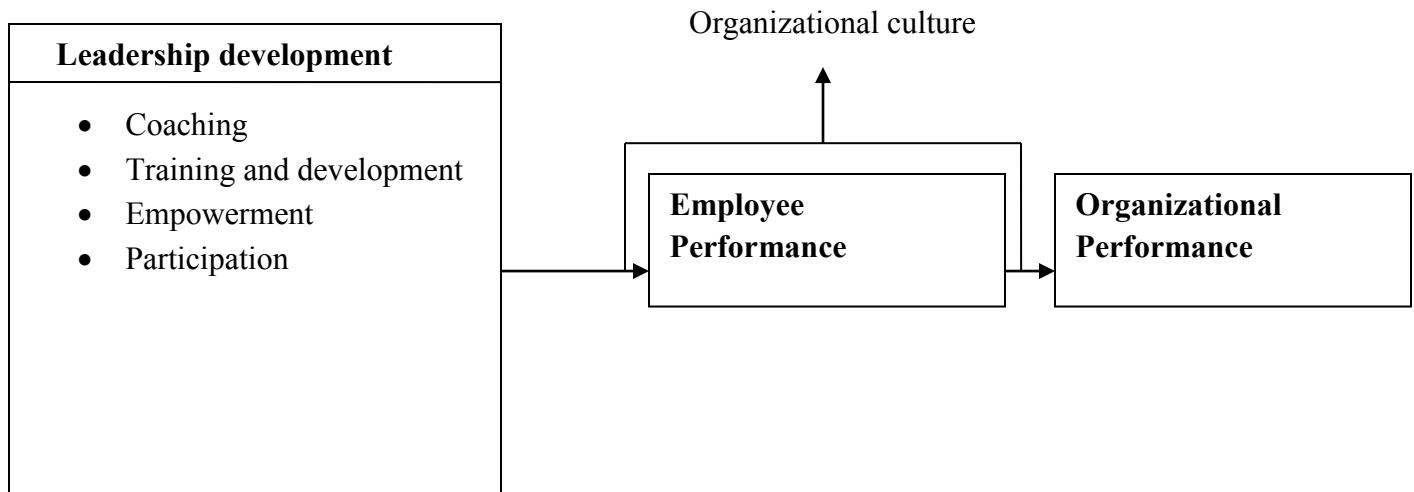 Organizational culture
Leadership development
• Coaching
• Training and development
• Empowerment
• Participation
Employee
Performance
Organizational
Performance